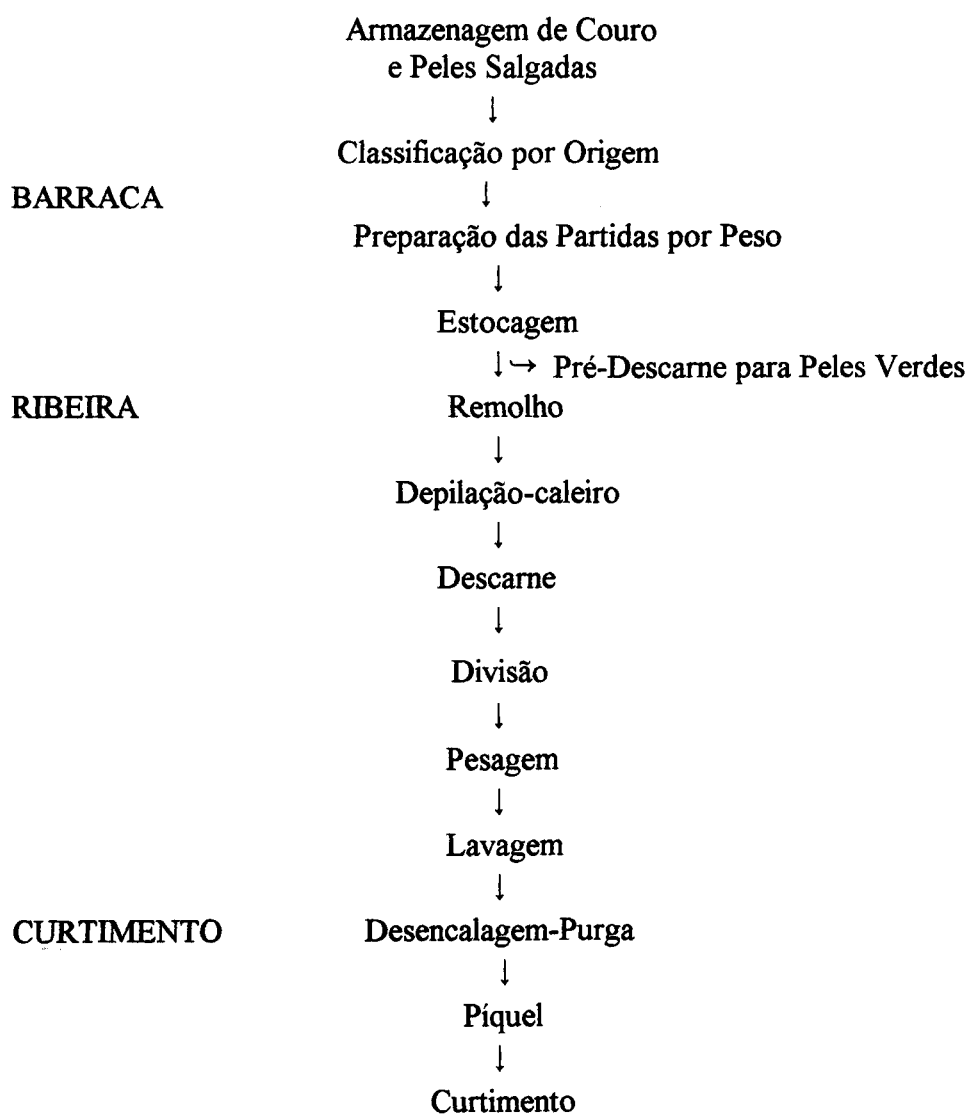 Armazenagem de Couro
e Peles Salgadas
↓
Classificação por Origem
BARRACA ↓
Preparação das Partidas por Peso
↓
Estocagem
↓↪ Pré-Descarne para Peles Verdes
RIBEIRA Remolho
↓
Depilação-caleiro
↓
Descarne
↓
Divisão
↓
Pesagem
↓
Lavagem
↓
CURTIMENTO Desencalagem-Purga
↓
Píquel
↓
Curtimento